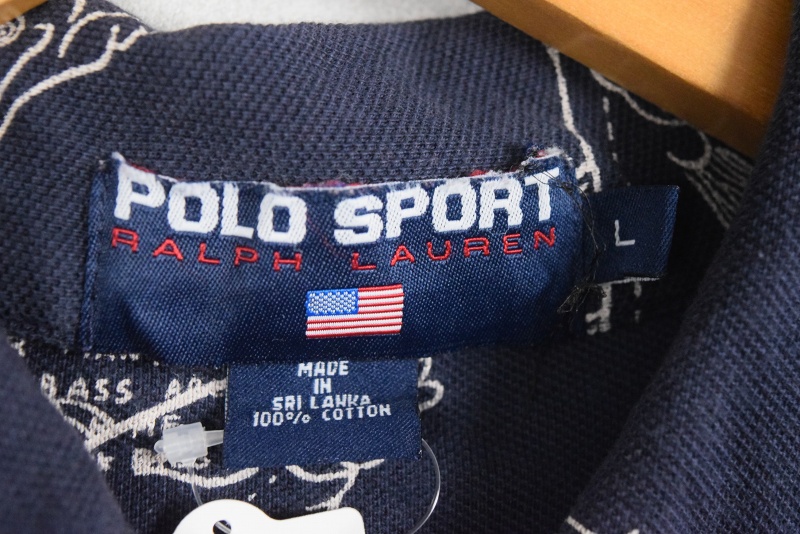 POLO SPORT
RALPH LAUREN
L
MADE
IN
SRI LANKA
100% COTTON